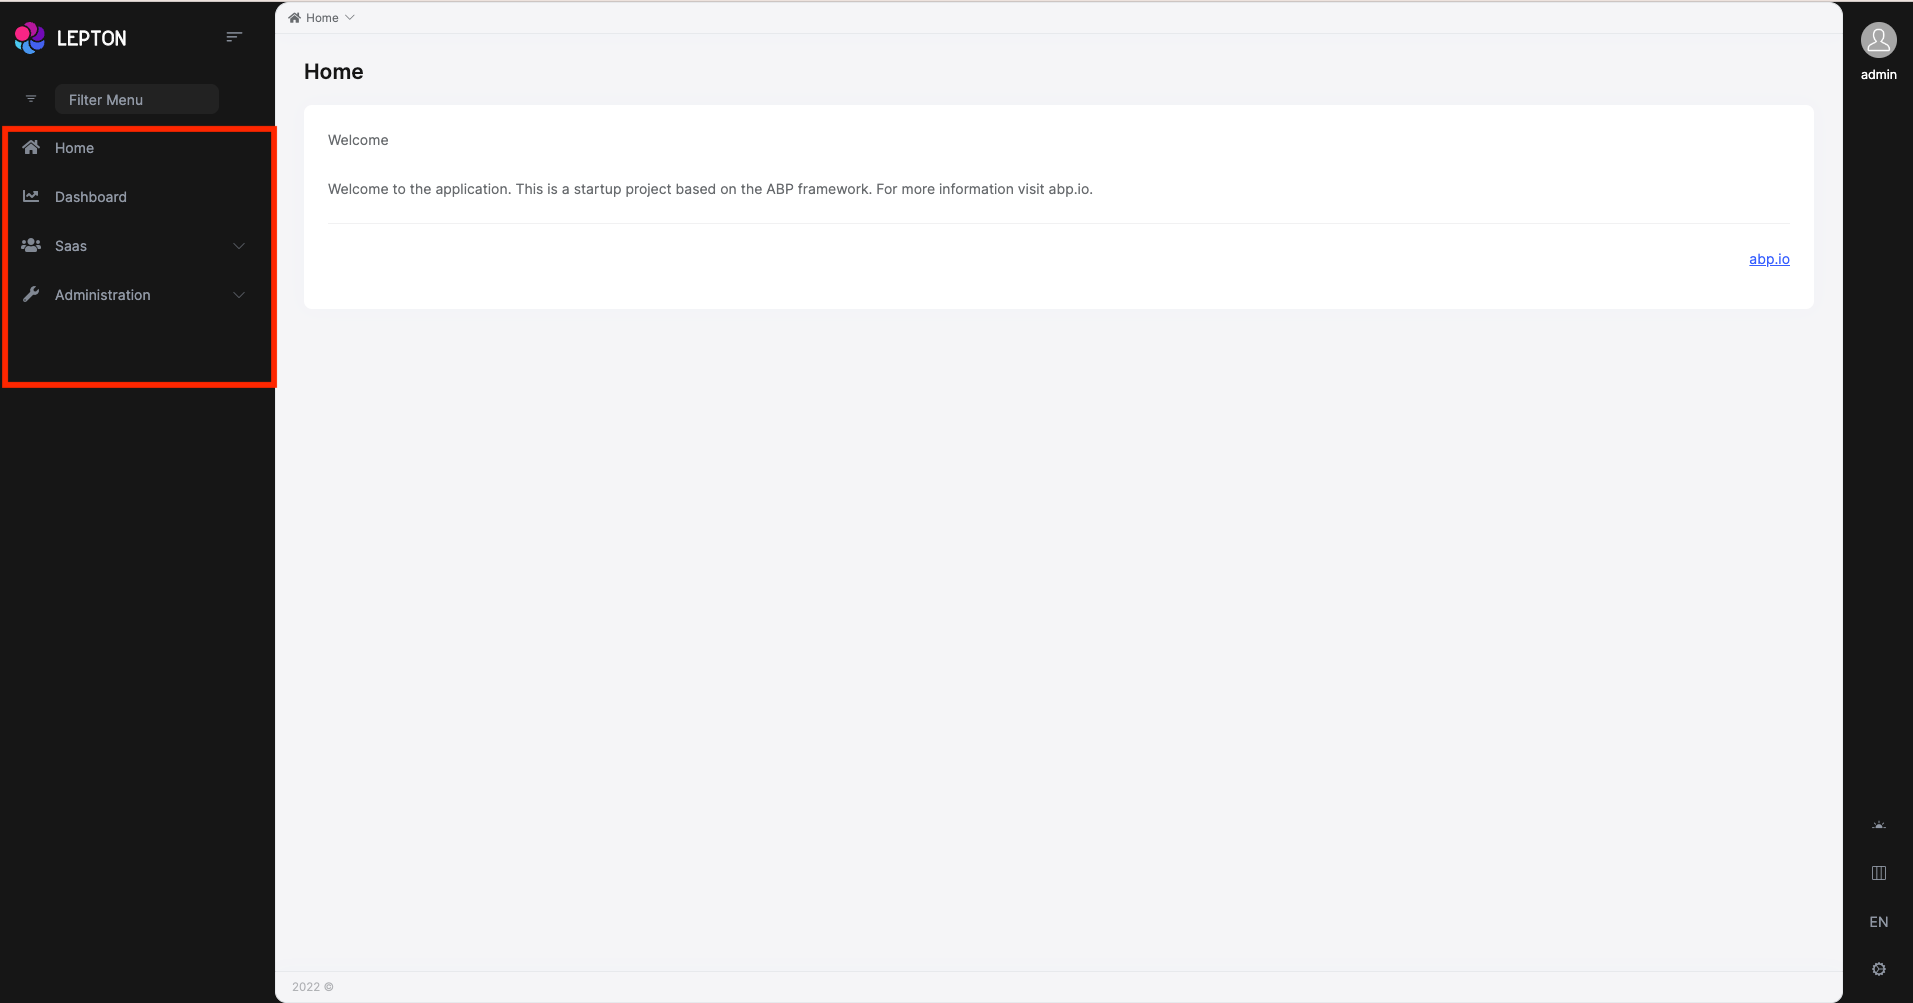 LEPTON
Filter Menu
Home
Dashboard
Saas
Administration
Home
Home
Welcome
Welcome to the application. This is a startup project based on the ABP framework. For more information visit abp.io.
abp.io
2022 ©
admin
EN